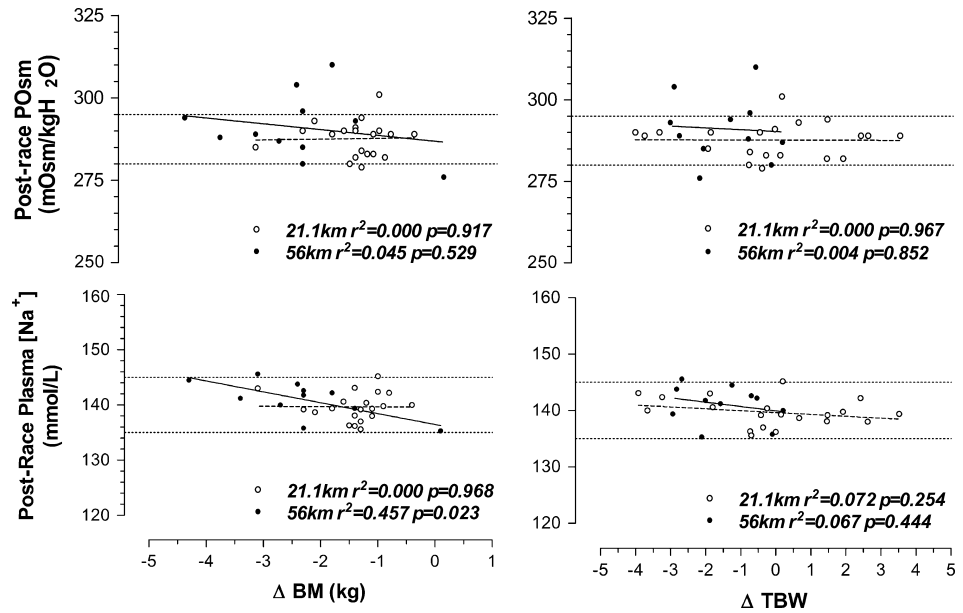 Post-race POsm
(mOsm/kgH 2O)
325
300
275
250
21.1km r²=0.000 p=0.917
56km r²=0.045 p=0.529
325
300
275
250
21.1km r²=0.000 p=0.967
56km r²=0.004 p=0.852
Post-Race Plasma [Na+]
(mmol/L)
160
150
140
130
120
21.1km r²=0.000 p=0.968
56km r²=0.457 p=0.023
-5 -4 -3 -2 -1 0 1
Δ BM (kg)
160
150
140
130
120
21.1km r²=0.072 p=0.254
56km r²=0.067 p=0.444
-5 -4 -3 -2 -1 0 1 2 3 4 5
Δ TBW